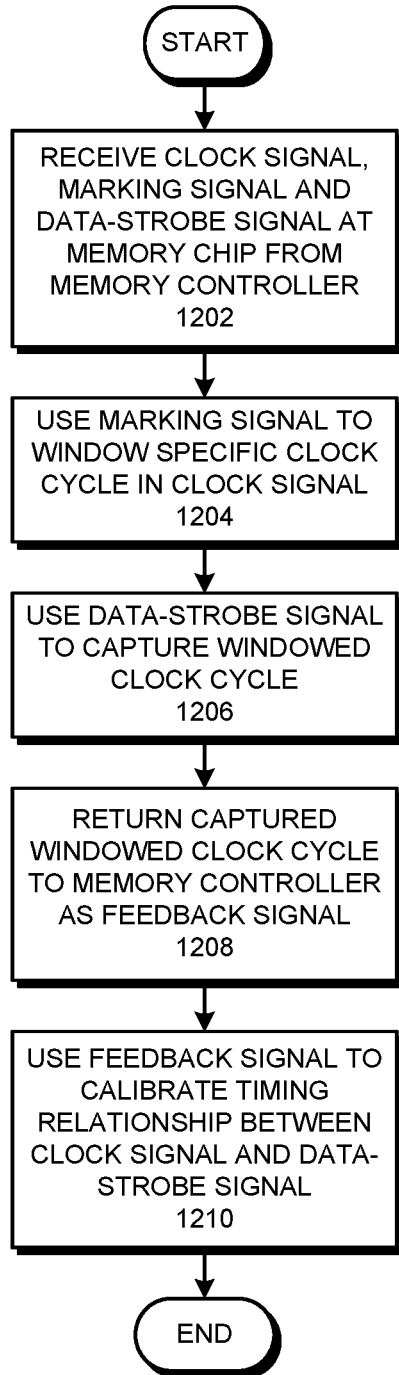 START
RECEIVE CLOCK SIGNAL,
MARKING SIGNAL AND
DATA-STROBE SIGNAL AT
MEMORY CHIP FROM
MEMORY CONTROLLER
1202
USE MARKING SIGNAL TO
WINDOW SPECIFIC CLOCK
CYCLE IN CLOCK SIGNAL
1204
USE DATA-STROBE SIGNAL
TO CAPTURE WINDOWED
CLOCK CYCLE
1206
RETURN CAPTURED
WINDOWED CLOCK CYCLE
TO MEMORY CONTROLLER
AS FEEDBACK SIGNAL
1208
USE FEEDBACK SIGNAL TO
CALIBRATE TIMING
RELATIONSHIP BETWEEN
CLOCK SIGNAL AND DATA-
STROBE SIGNAL
1210
END